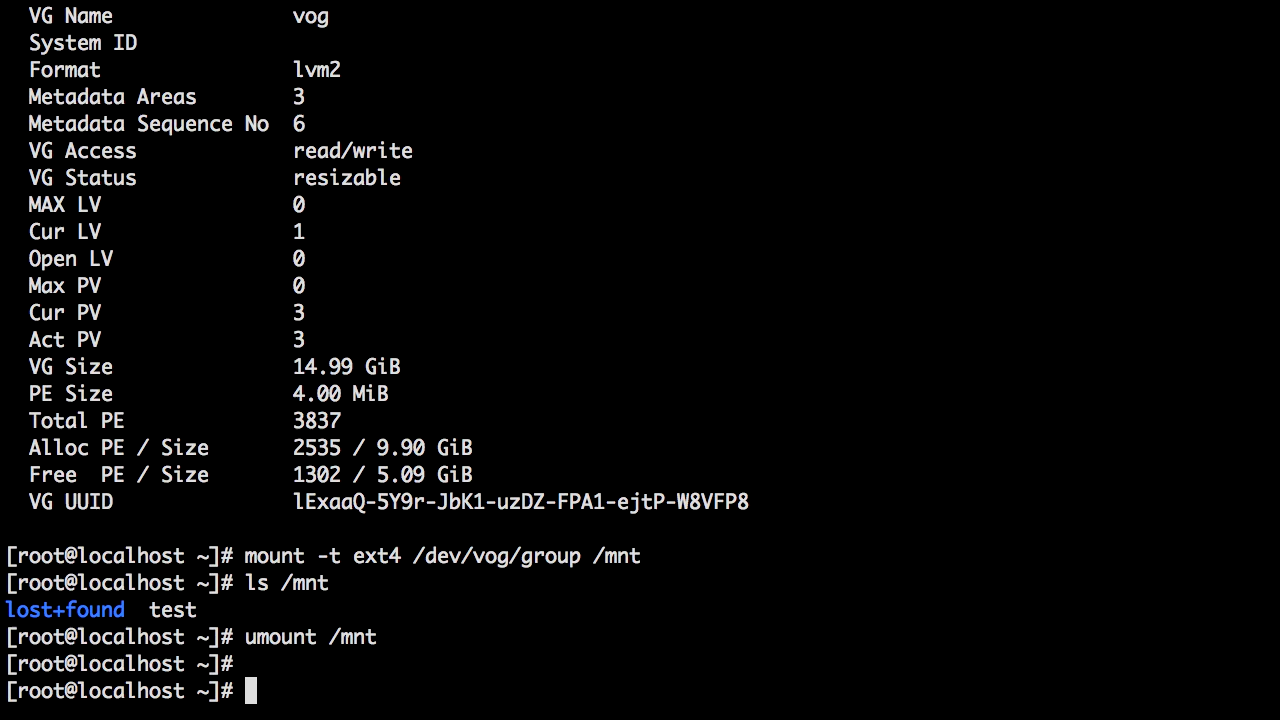 VG Name vog
System ID
Format lvm2
Metadata Areas 3
Metadata Sequence No 6
VG Access read/write
VG Status resizable
MAX LV 0
Cur LV 1
Open LV 0
Max PV 0
Cur PV 3
Act PV 3
VG Size 14.99 GiB
PE Size 4.00 MiB
Total PE 3837
Alloc PE / Size 2535 / 9.90 GiB
Free PE / Size 1302 / 5.09 GiB
VG UUID lExaaQ-5Y9r-JbK1-uzDZ-FPA1-ejtP-W8VFP8
[root@localhost ~]# mount -t ext4 /dev/vog/group /mnt
[root@localhost ~]# ls /mnt
lost+found test
[root@localhost ~]# umount /mnt
[root@localhost ~]#
[root@localhost ~]#